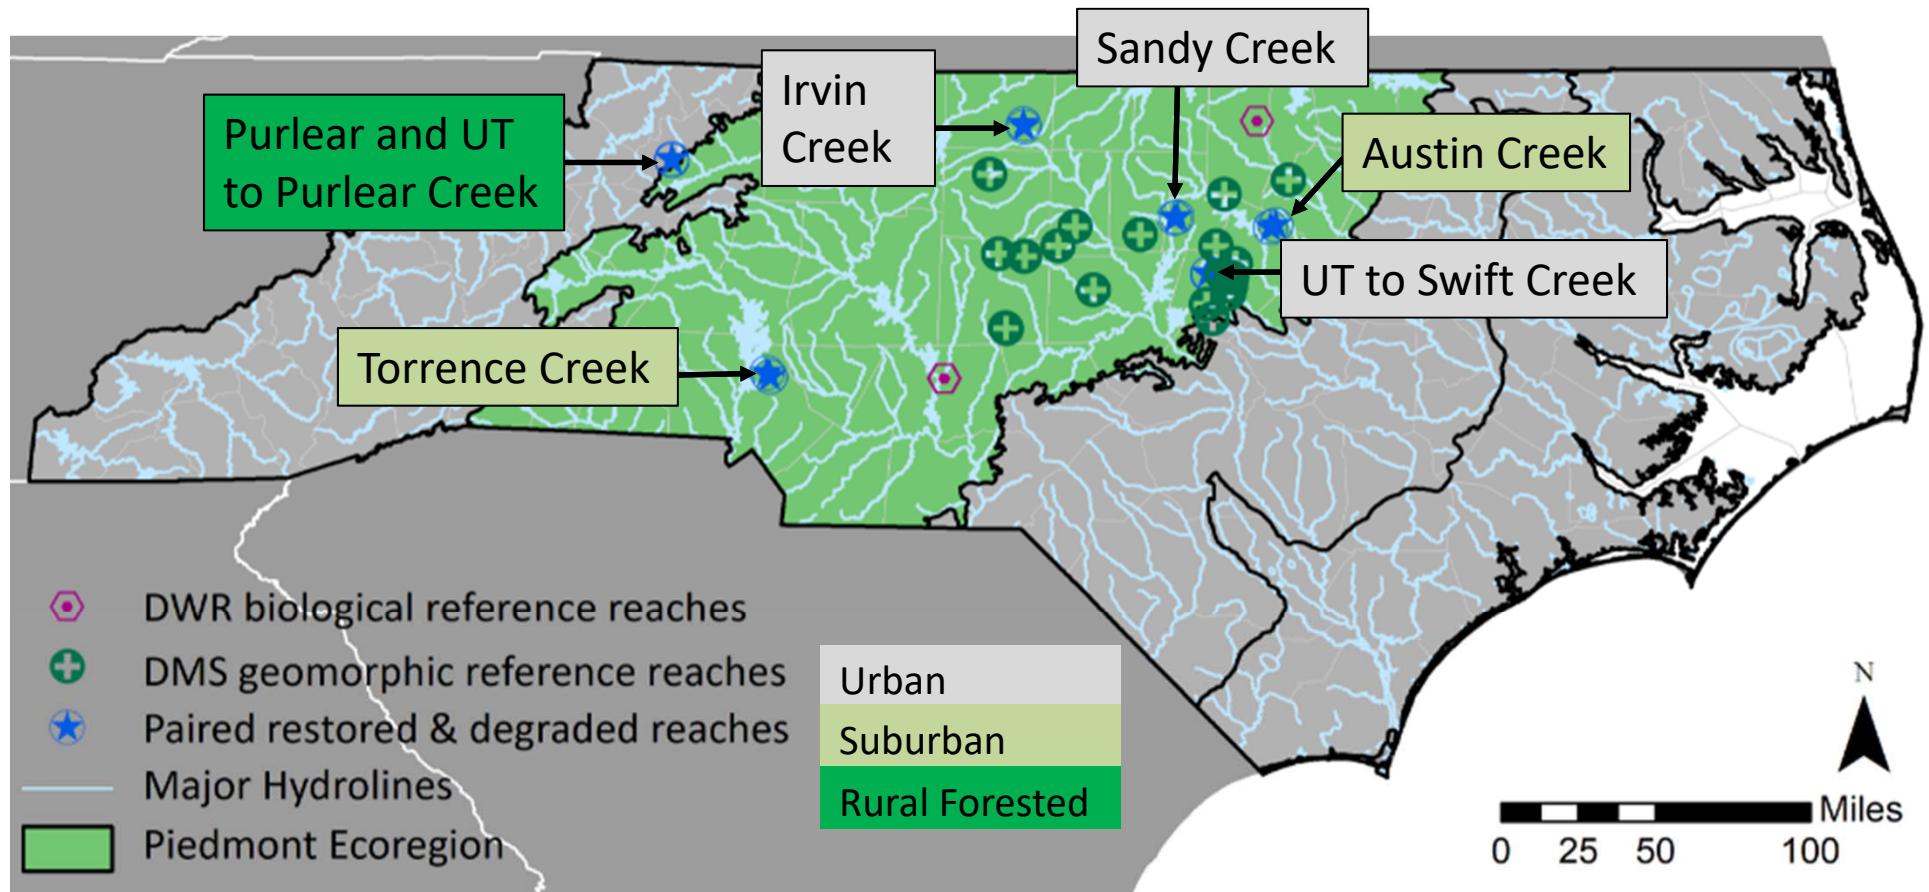 Sandy Creek
Irvin
Creek
Purlear and UT
to Purlear Creek
Austin Creek
UT to Swift Creek
Torrence Creek
DWR biological reference reaches
DMS geomorphic reference reaches
Paired restored & degraded reaches
Major Hydrolines
Piedmont Ecoregion
Urban
Suburban
Rural Forested
N
Miles
0 25 50 100